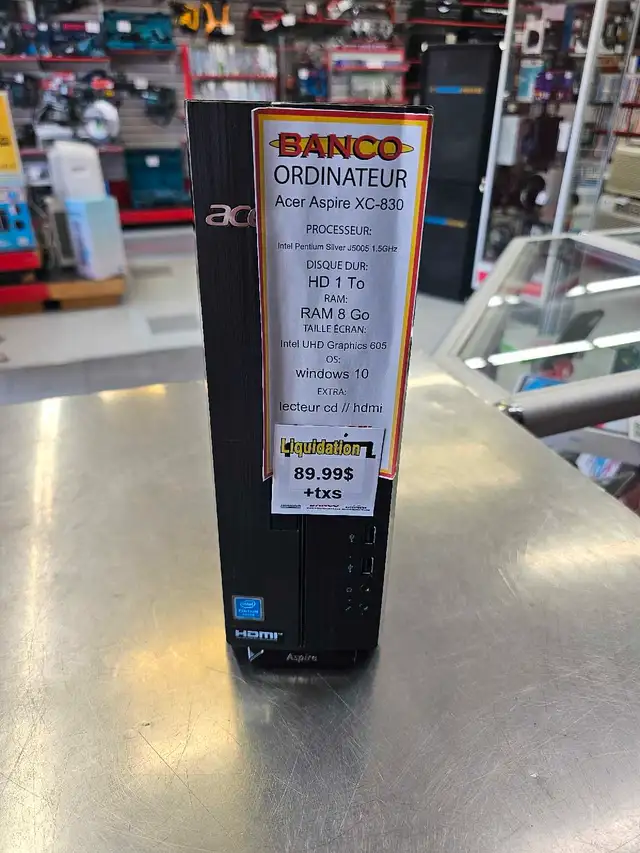 BANCO
ORDINATEUR
Acer Aspire XC-830
PROCESSEUR:
Intel Pentium Silver J5005 1.5GHz
DISQUE DUR:
HD 1 To
RAM:
RAM 8 Go
TAILLE ÉCRAN:
Intel UHD Graphics 605
OS:
windows 10
EXTRA:
lecteur cd // hdmi
Liquidation
89.99$
+txs
intel
HDMI
Aspire